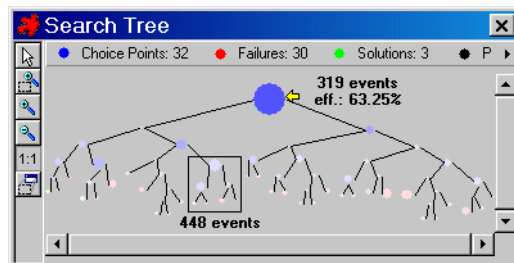 Search Tree
Choice Points: 32 Failures: 30 Solutions: 3 P
319 events
eff.: 63.25%
1:1
448 events